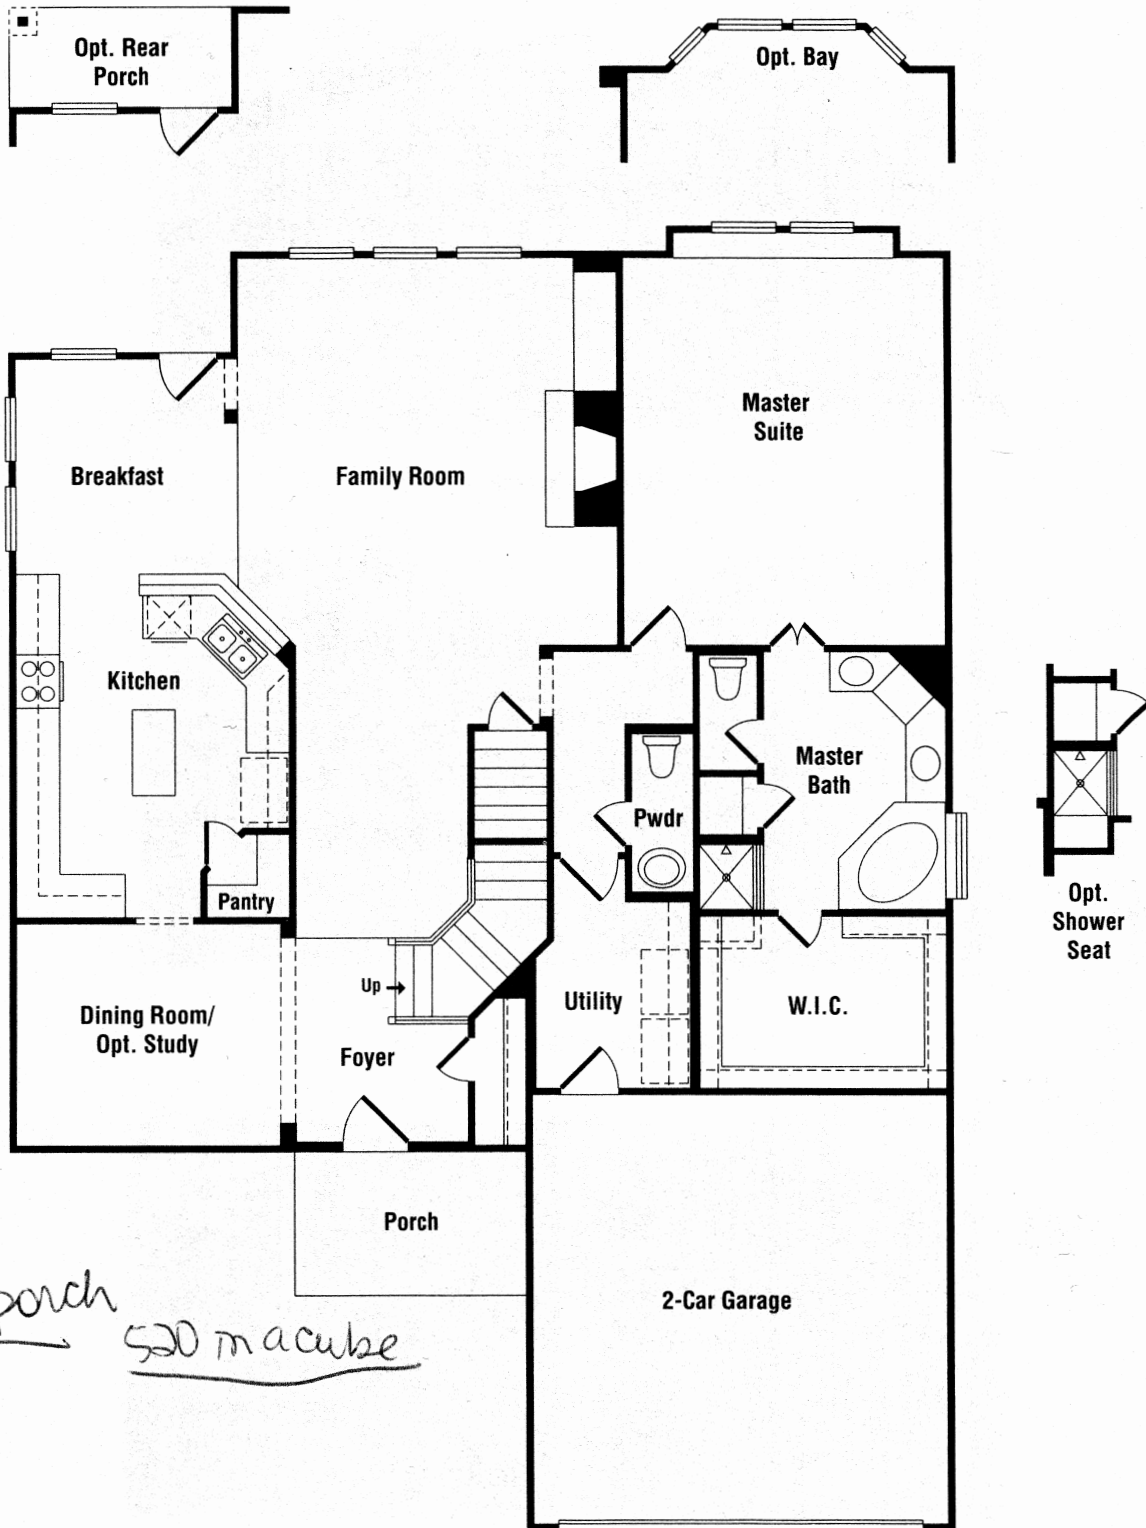 Opt. Rear
Porch
Opt. Bay
Master
Suite
Breakfast
Family Room
Kitchen
Master
Bath
Pwdr
Pantry
Opt.
Shower
Seat
Up
Utility
W.I.C.
Dining Room/
Opt. Study
Foyer
Porch
2-Car Garage
porch
520